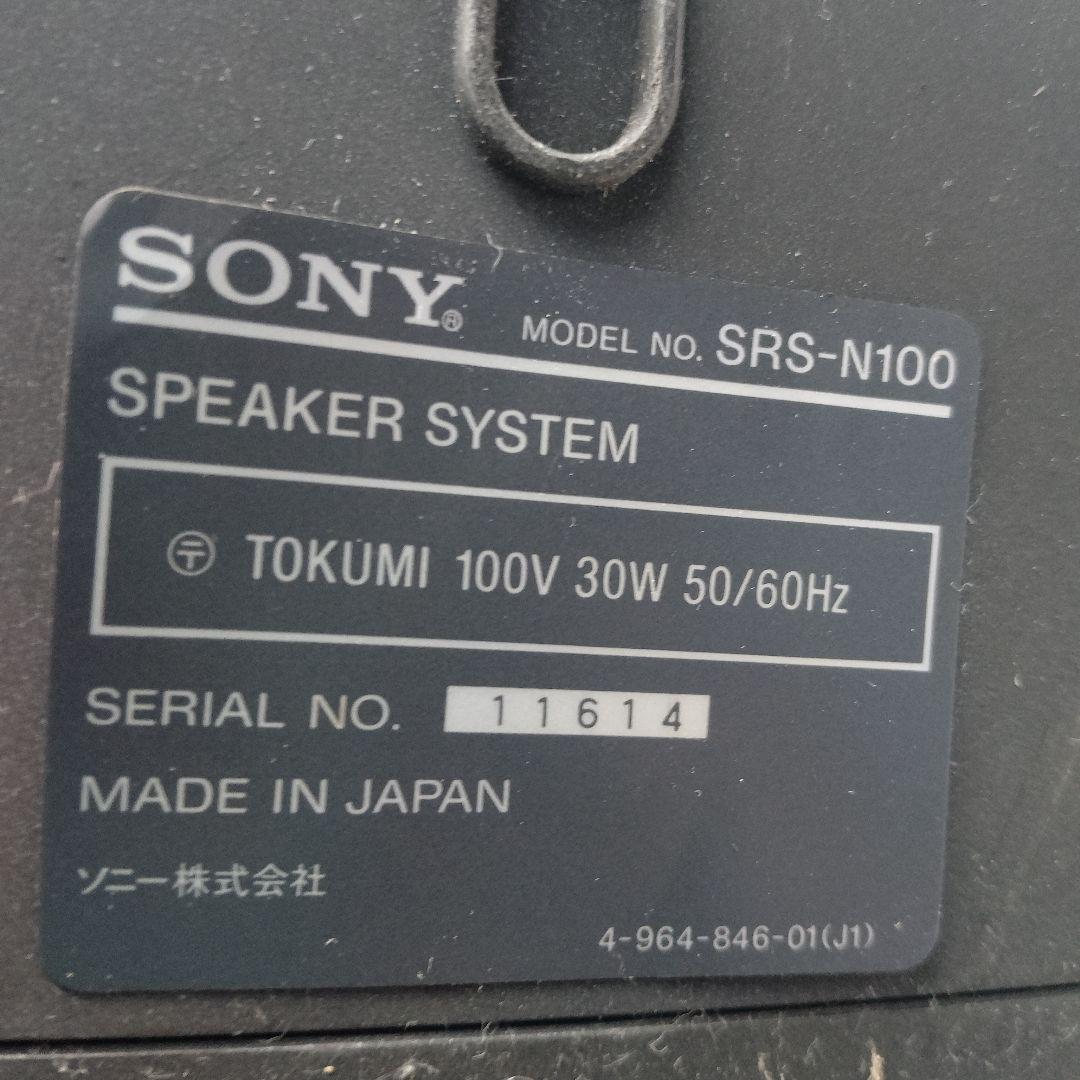 SONY®
MODEL NO. SRS-N100
SPEAKER SYSTEM
〶 TOKUMI 100V 30W 50/60Hz
SERIAL NO. 11614
MADE IN JAPAN
ソニー株式会社
4-964-846-01(J1)